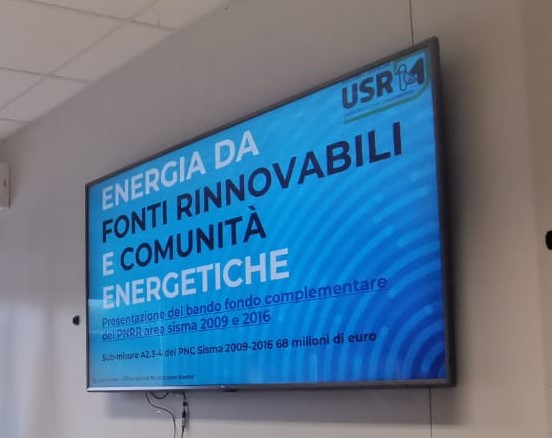 USR
ENERGIA DA
FONTI RINNOVABILI
E COMUNITÀ
ENERGETICHE
Presentazione del bando fondo complementare
del PNRR area sisma 2009 e 2016
Sub-misure A2.3-4 del PNC Sisma 2009-2016 68 milioni di euro